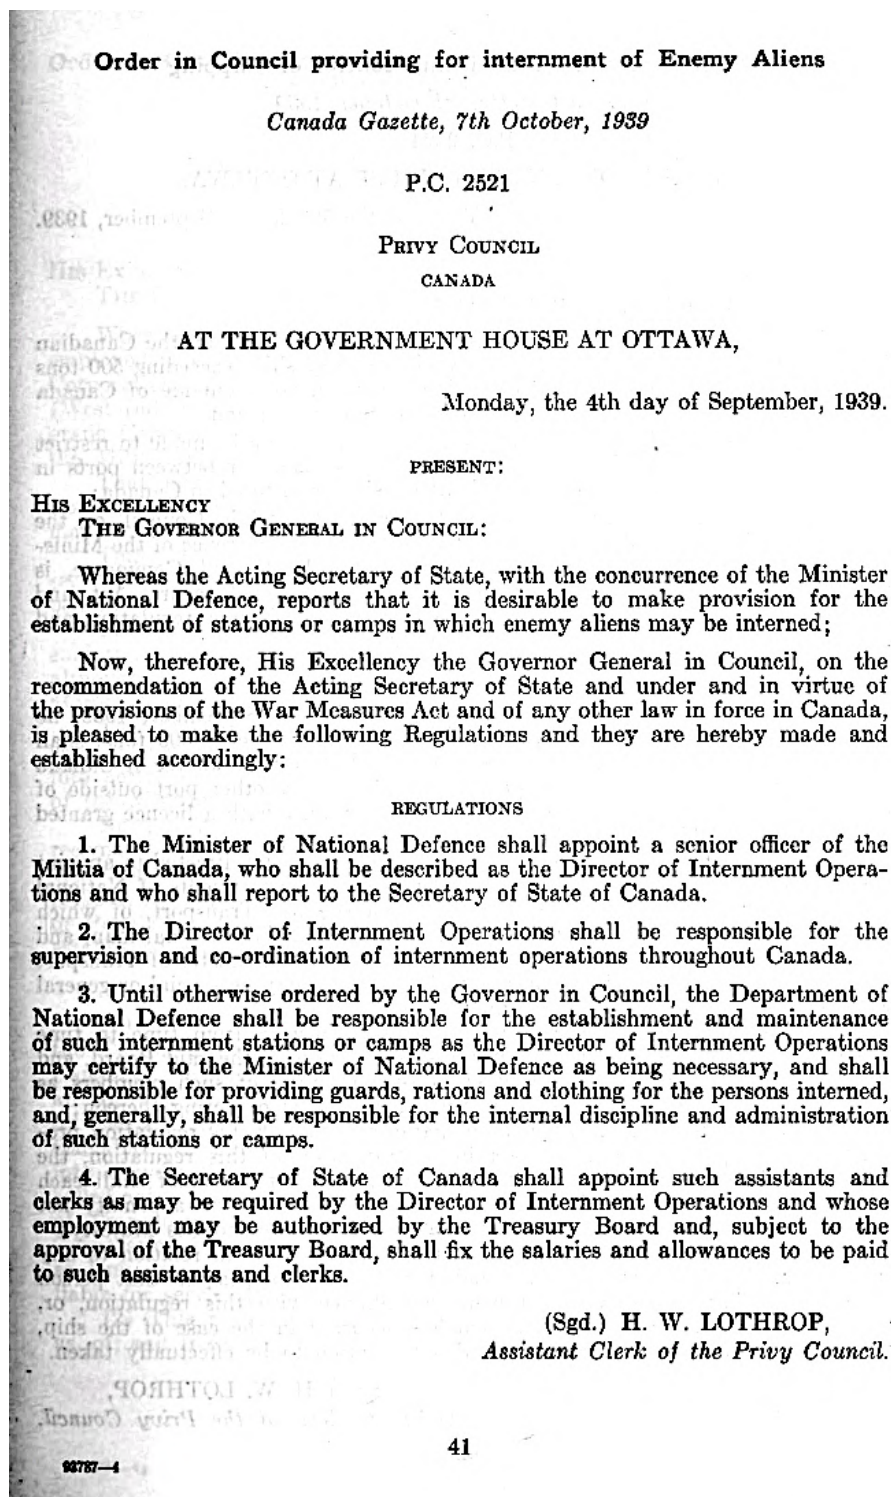 Order in Council providing for internment of Enemy Aliens
Canada Gazette, 7th October, 1939
P.C. 2521
PRIVY COUNCIL
CANADA
AT THE GOVERNMENT HOUSE AT OTTAWA,
Monday, the 4th day of September, 1939.
PRESENT:
HIS EXCELLENCY
THE GOVERNOR GENERAL IN COUNCIL:
Whereas the Acting Secretary of State, with the concurrence of the Minister
of National Defence, reports that it is desirable to make provision for the
establishment of stations or camps in which enemy aliens may be interned;
Now, therefore, His Excellency the Governor General in Council, on the
recommendation of the Acting Secretary of State and under and in virtue of
the provisions of the War Measures Act and of any other law in force in Canada,
is pleased to make the following Regulations and they are hereby made and
established accordingly:
REGULATIONS
1. The Minister of National Defence shall appoint a senior officer of the
Militia of Canada, who shall be described as the Director of Internment Opera-
tions and who shall report to the Secretary of State of Canada.
2. The Director of Internment Operations shall be responsible for the
supervision and co-ordination of internment operations throughout Canada.
3. Until otherwise ordered by the Governor in Council, the Department of
National Defence shall be responsible for the establishment and maintenance
of such internment stations or camps as the Director of Internment Operations
may certify to the Minister of National Defence as being necessary, and shall
be responsible for providing guards, rations and clothing for the persons interned,
and, generally, shall be responsible for the internal discipline and administration
of such stations or camps.
4. The Secretary of State of Canada shall appoint such assistants and
clerks as may be required by the Director of Internment Operations and whose
employment may be authorized by the Treasury Board and, subject to the
approval of the Treasury Board, shall fix the salaries and allowances to be paid
to such assistants and clerks.
(Sgd.) H. W. LOTHROP,
Assistant Clerk of the Privy Council.
41
93787—4